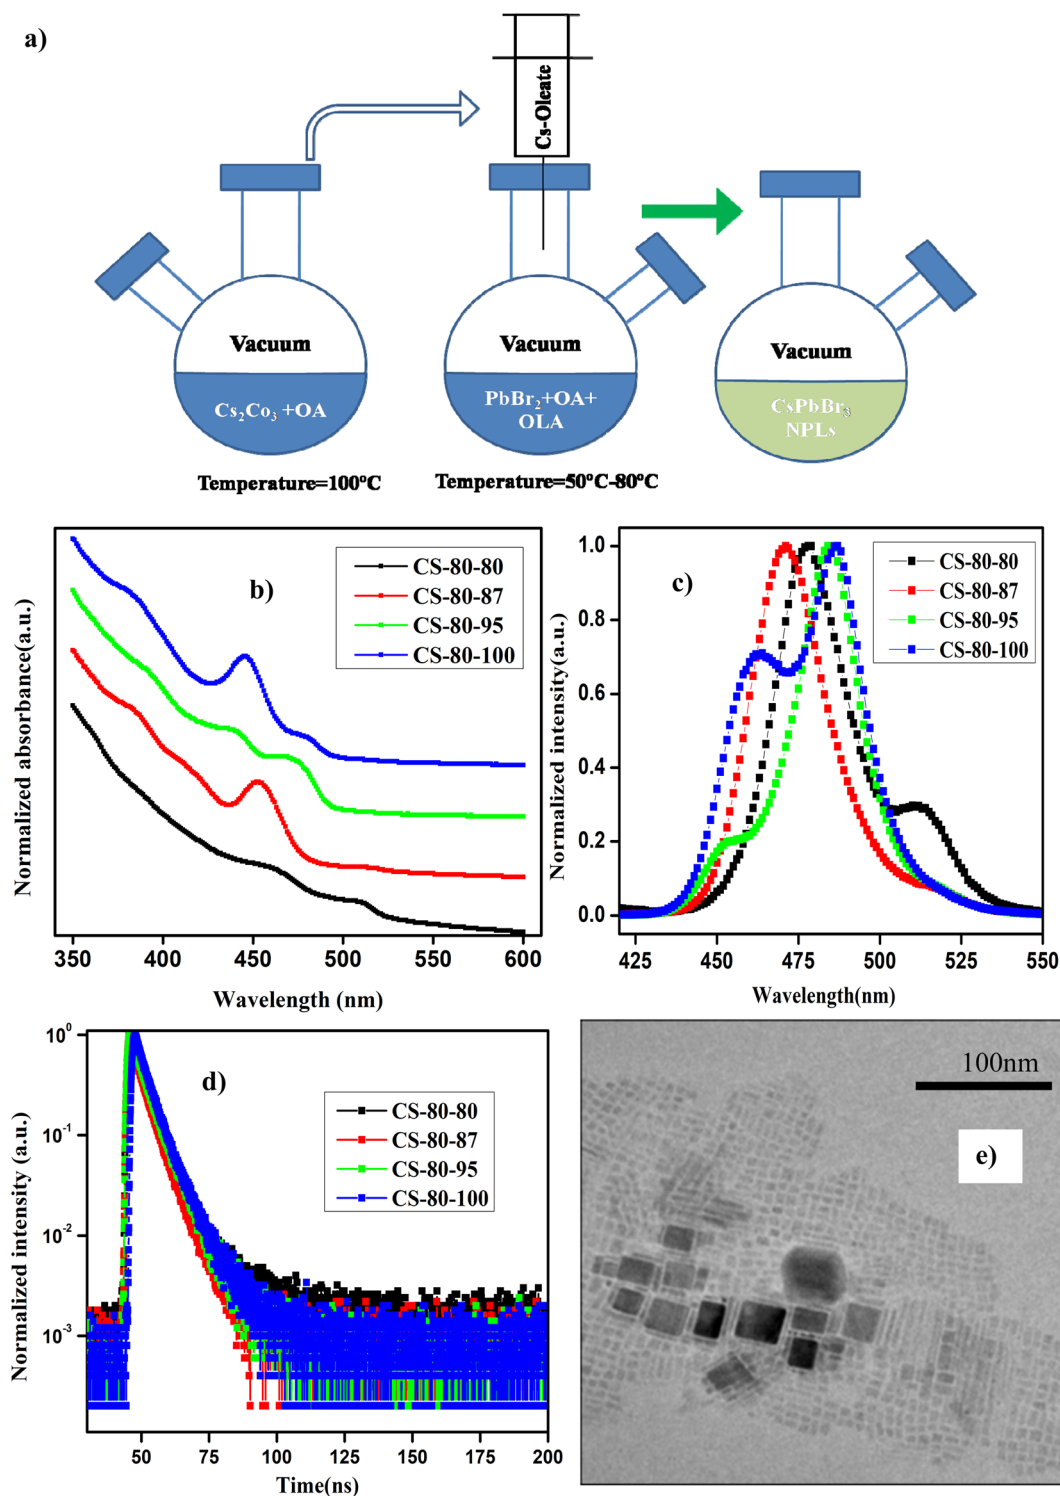 a)
Cs-Oleate
Vacuum
Vacuum
Vacuum
Cs₂Co₃ +OA
PbBr₂+OA+
OLA
CsPbBr₃
NPLs
Temperature=100ºC
Temperature=50ºC-80ºC
b)
CS-80-80
CS-80-87
CS-80-95
CS-80-100
Normalized absorbance(a.u.)
350 400 450 500 550 600
Wavelength (nm)
c)
CS-80-80
CS-80-87
CS-80-95
CS-80-100
Normalized intensity(a.u.)
1.0
0.8
0.6
0.4
0.2
0.0
425 450 475 500 525 550
Wavelength(nm)
d)
CS-80-80
CS-80-87
CS-80-95
CS-80-100
Normalized intensity (a.u.)
10⁰
10⁻¹
10⁻²
10⁻³
50 75 100 125 150 175 200
Time(ns)
100nm
e)